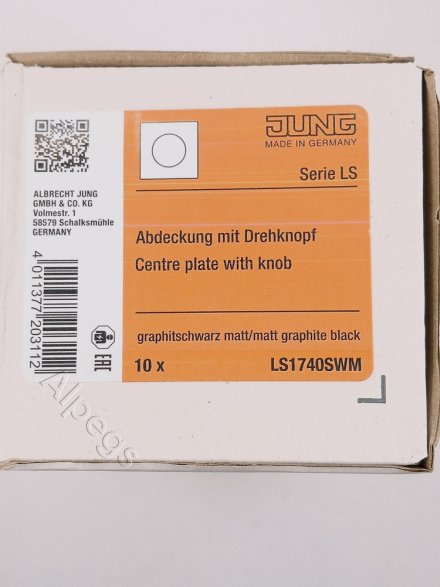 JUNG
MADE IN GERMANY
Serie LS
ALBRECHT JUNG
GMBH & CO. KG
Volmestr. 1
58579 Schalksmühle
GERMANY
Abdeckung mit Drehknopf
Centre plate with knob
4 011377 203112
EAC
graphitschwarz matt/matt graphite black
10 x
LS1740SWM
Alpegs